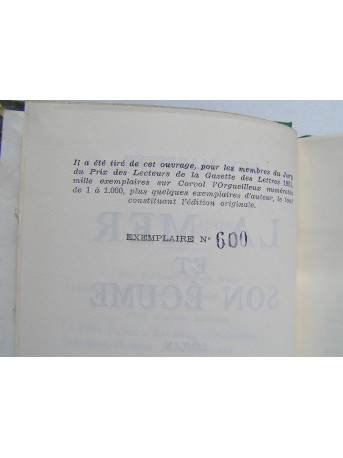 Il a été tiré de cet ouvrage, pour les membres du Jury
du Prix des Lecteurs de la Gazette des Lettres 1951,
mille exemplaires sur Corvol l'Orgueilleux numérotés
de 1 à 1.000, plus quelques exemplaires d'auteur, le tout
constituant l'édition originale.
EXEMPLAIRE N° 600
LA MER
ET
SON ÉCUME